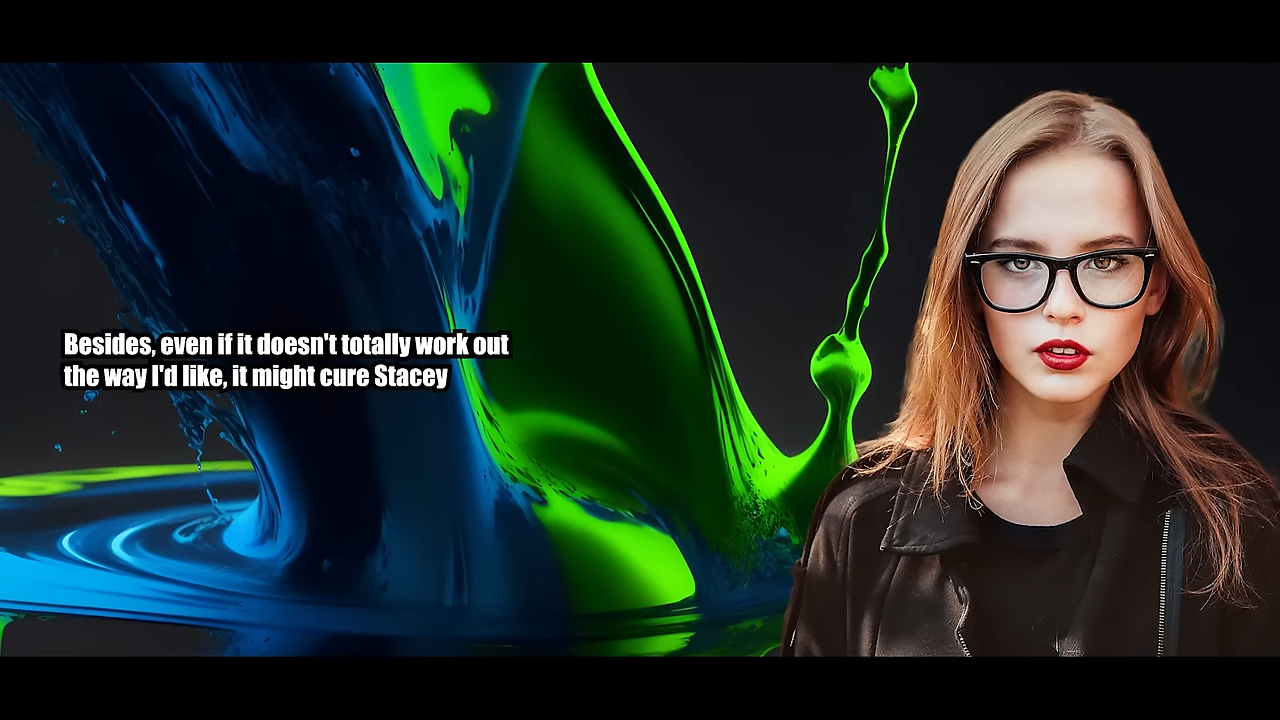 Besides, even if it doesn't totally work out
the way I'd like, it might cure Stacey